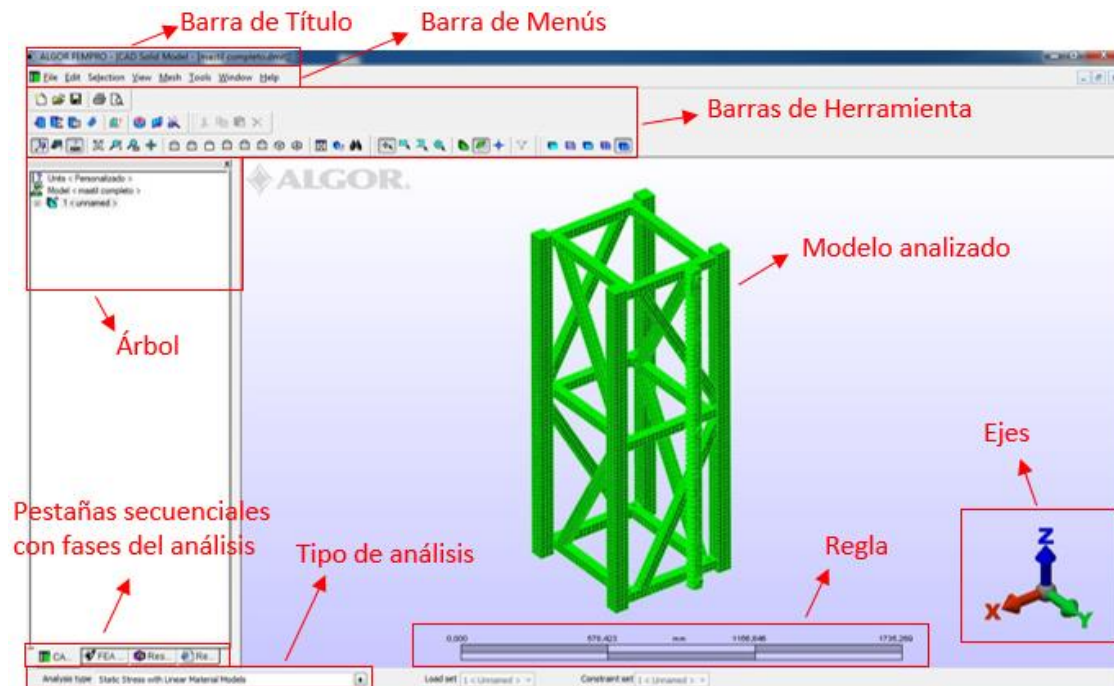 Barra de Título
Barra de Menús
ALGOR FEMPRO - [CAD Solid Model - [mastil completo.dmit]]
File Edit Selection View Mesh Tools Window Help
Barras de Herramienta
Units < Personalizado >
Model < mastil completo >
1 < unnamed >
ALGOR.
Modelo analizado
Árbol
Ejes
Pestañas secuenciales
con fases del análisis
Tipo de análisis
Regla
Z
X
Y
0,000 578,423 mm 1156,846 1735,269
CA... FEA... Res... Re...
Analysis type Static Stress with Linear Material Models
Load set 1 < Unnamed >
Constraint set 1 < Unnamed >